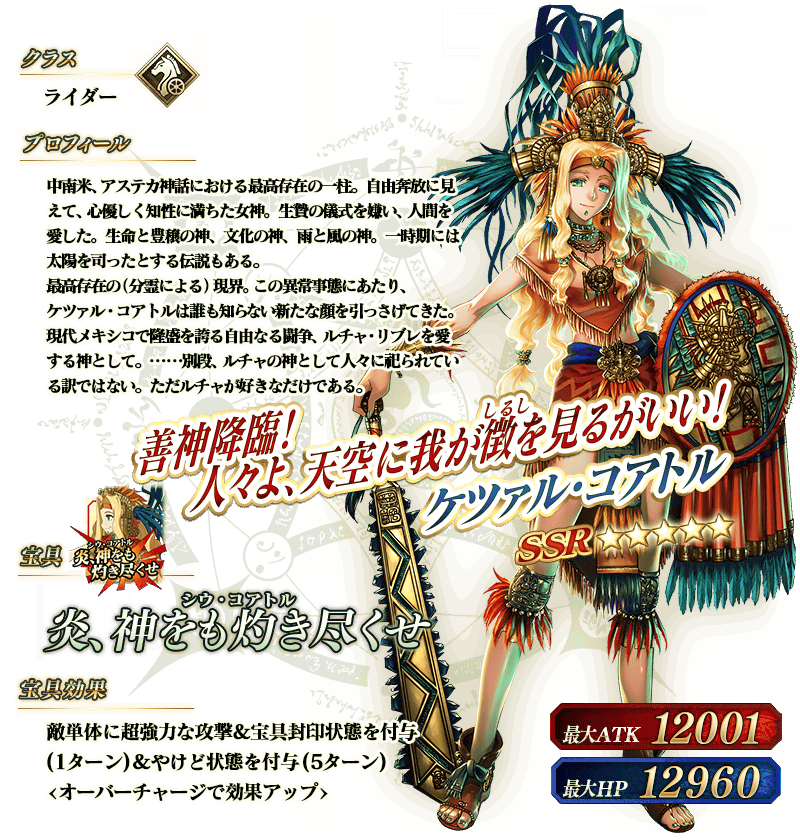 クラス
ライダー
プロフィール
中南米、アステカ神話における最高存在の一柱。自由奔放に見
えて、心優しく知性に満ちた女神。生贄の儀式を嫌い、人間を
愛した。生命と豊穣の神、文化の神、雨と風の神。一時期には
太陽を司ったとする伝説もある。
最高存在の(分霊による)現界。この異常事態にあたり、
ケツァル・コアトルは誰も知らない新たな顔を引っさげてきた。
現代メキシコで隆盛を誇る自由なる闘争、ルチャ・リブレを愛
する神として。……別段、ルチャの神として人々に祀られてい
る訳ではない。ただルチャが好きなだけである。
善神降臨!
しるし
人々よ、天空に我が徴を見るがいい!
ケツァル・コアトル
SSR ★★★★★
宝具
シウ・コアトル
炎、神をも
灼き尽くせ
シウ・コアトル
炎、神をも灼き尽くせ
宝具効果
敵単体に超強力な攻撃&宝具封印状態を付与
(1ターン)&やけど状態を付与(5ターン)
<オーバーチャージで効果アップ>
最大ATK 12001
最大HP 12960